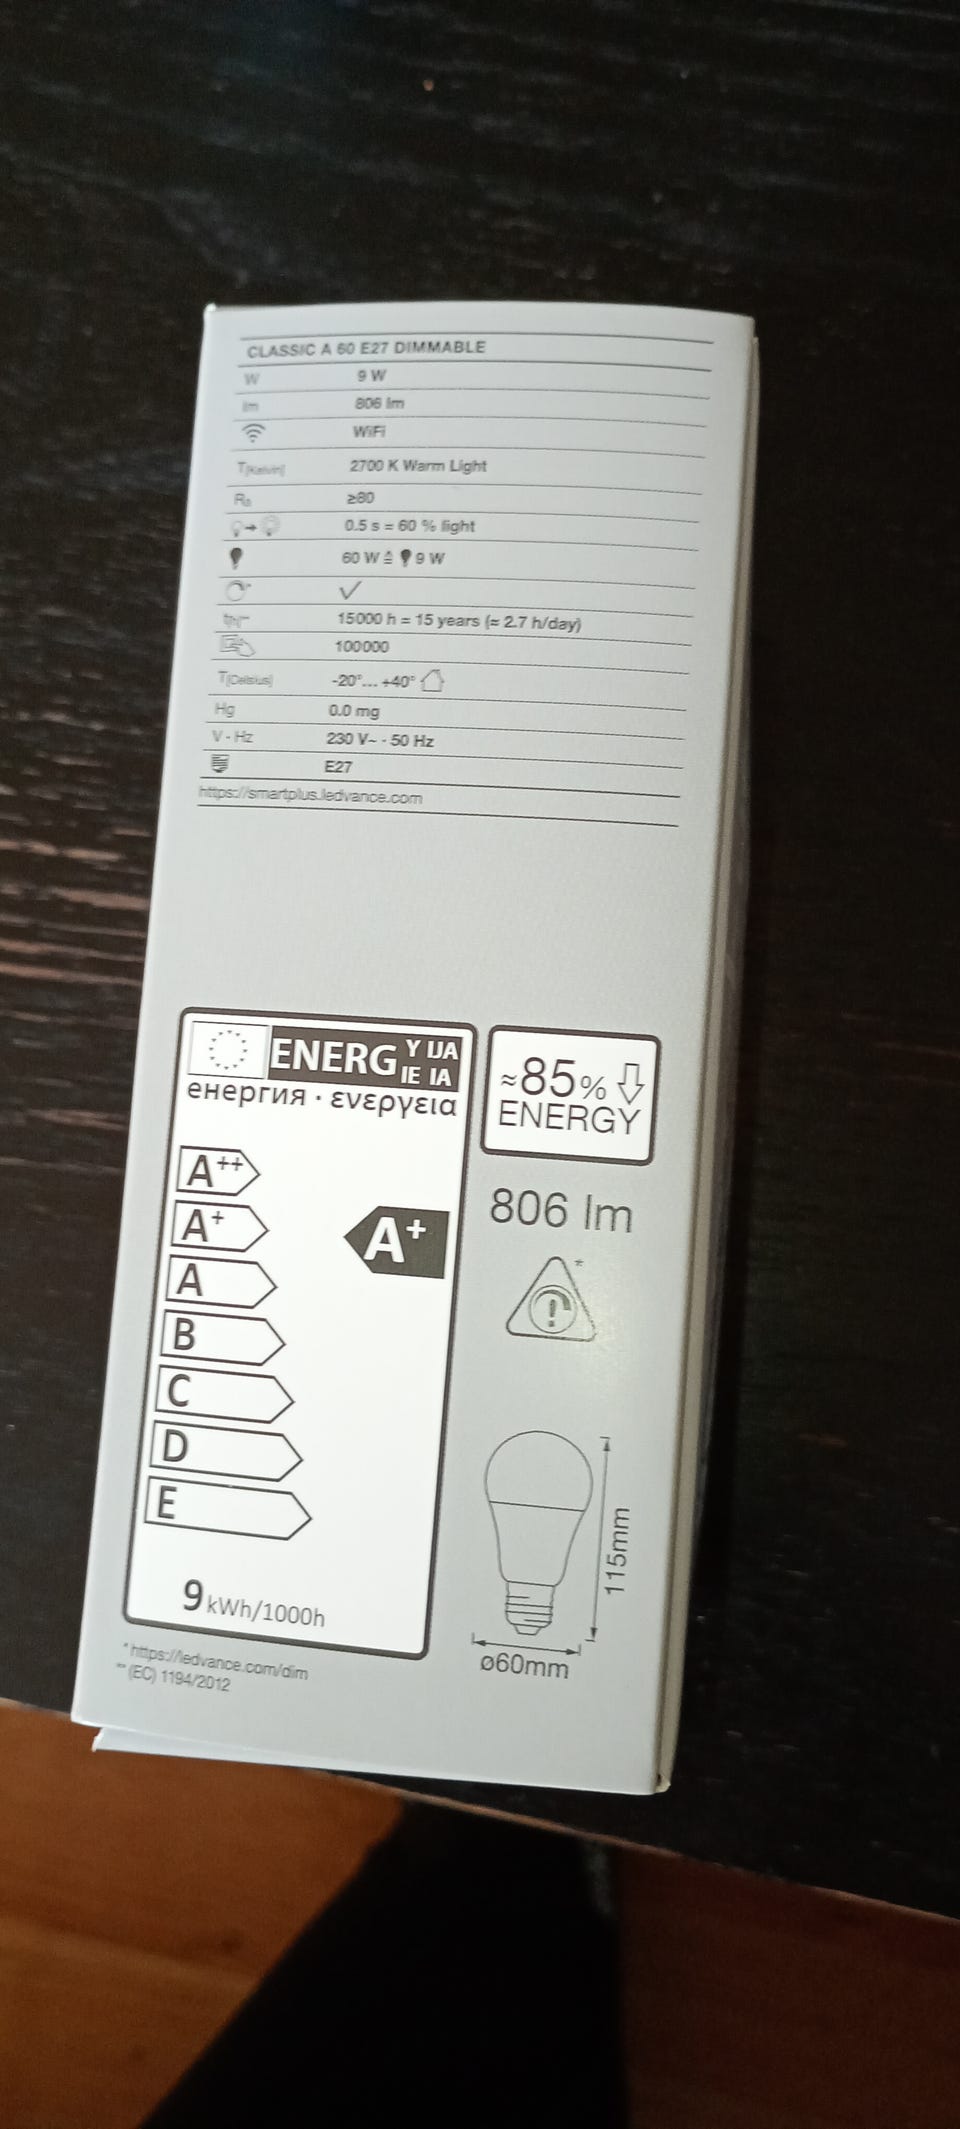 CLASSIC A 60 E27 DIMMABLE
W 9 W
lm 806 lm
WiFi
T[Kelvin] 2700 K Warm Light
Ra ≥80
0.5 s = 60 % light
60 W ≙ 9 W
✓
15000 h = 15 years (≈ 2.7 h/day)
100000
T[Celsius] -20°... +40°
Hg 0.0 mg
V - Hz 230 V~ - 50 Hz
E27
https://smartplus.ledvance.com
ENERG Y IJA
IE IA
енергия · ενεργεια
A++
A+
A+
A
B
C
D
E
9 kWh/1000h
≈85%
ENERGY
806 lm
*
115mm
ø60mm
* https://ledvance.com/dim
** (EC) 1194/2012